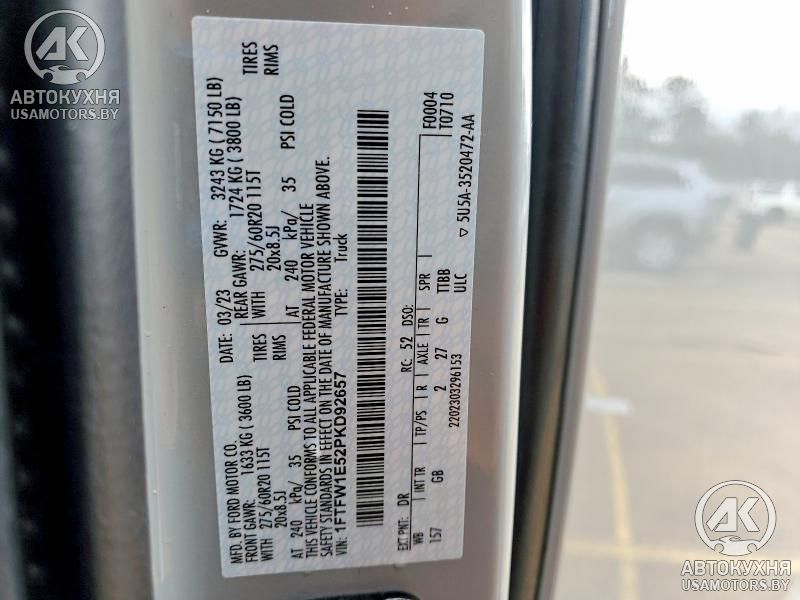 AK
АВТОКУХНЯ
USAMOTORS.BY
MFD. BY FORD MOTOR CO. DATE: 03/23 GVWR: 3243 KG ( 7150 LB)
FRONT GAWR: 1633 KG ( 3600 LB) REAR GAWR: 1724 KG ( 3800 LB)
WITH 275/60R20 115T TIRES WITH 275/60R20 115T TIRES
20x8.5J RIMS 20x8.5J RIMS
AT 240 kPa/ 35 PSI COLD AT 240 kPa/ 35 PSI COLD
THIS VEHICLE CONFORMS TO ALL APPLICABLE FEDERAL MOTOR VEHICLE
SAFETY STANDARDS IN EFFECT ON THE DATE OF MANUFACTURE SHOWN ABOVE.
VIN: 1FTFW1E52PKD92657 TYPE: Truck
F0004
T0710
EXT PNT: DR RC: 52 DSO:
WB INT TR TP/PS R AXLE TR SPR
157 GB 2 27 G TTBB
2202303296153 ULC
▽ 5U5A-3520472-AA
AK
АВТОКУХНЯ
USAMOTORS.BY